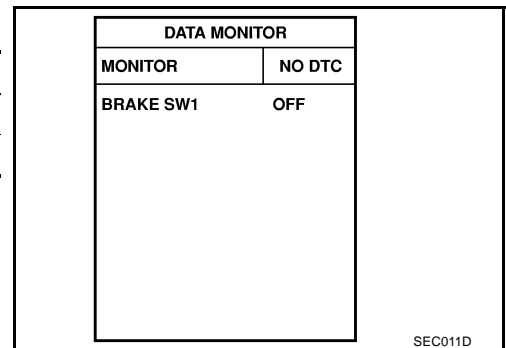 DATA MONITOR
MONITOR NO DTC
BRAKE SW1 OFF
SEC011D